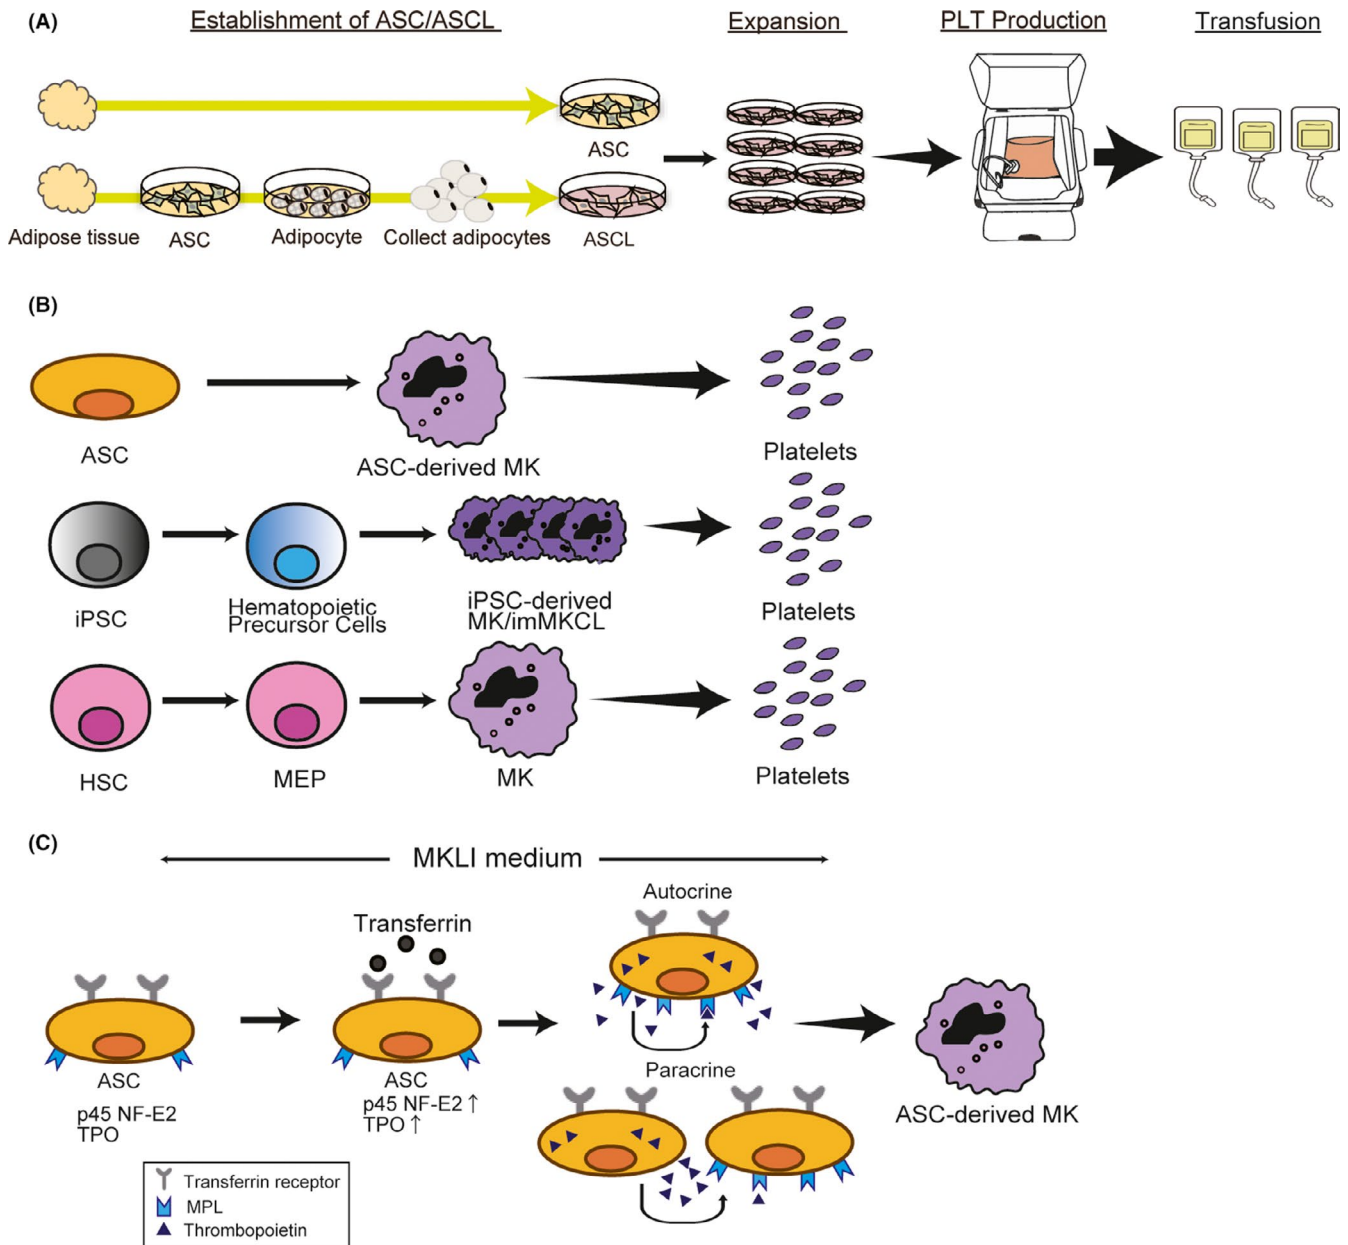 (A)
Establishment of ASC/ASCL
Expansion
PLT Production
Transfusion
ASC
Adipose tissue
ASC
Adipocyte
Collect adipocytes
ASCL
(B)
ASC
ASC-derived MK
Platelets
iPSC
Hematopoietic
Precursor Cells
iPSC-derived
MK/imMKCL
Platelets
HSC
MEP
MK
Platelets
(C)
MKLI medium
Autocrine
Transferrin
Paracrine
ASC
p45 NF-E2
TPO
ASC
p45 NF-E2 ↑
TPO ↑
ASC-derived MK
Transferrin receptor
MPL
Thrombopoietin